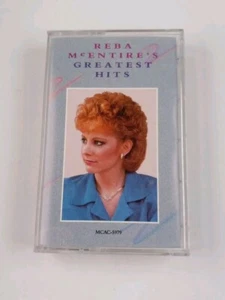 REBA
McENTIRE'S
GREATEST
HITS
MCAC-5979